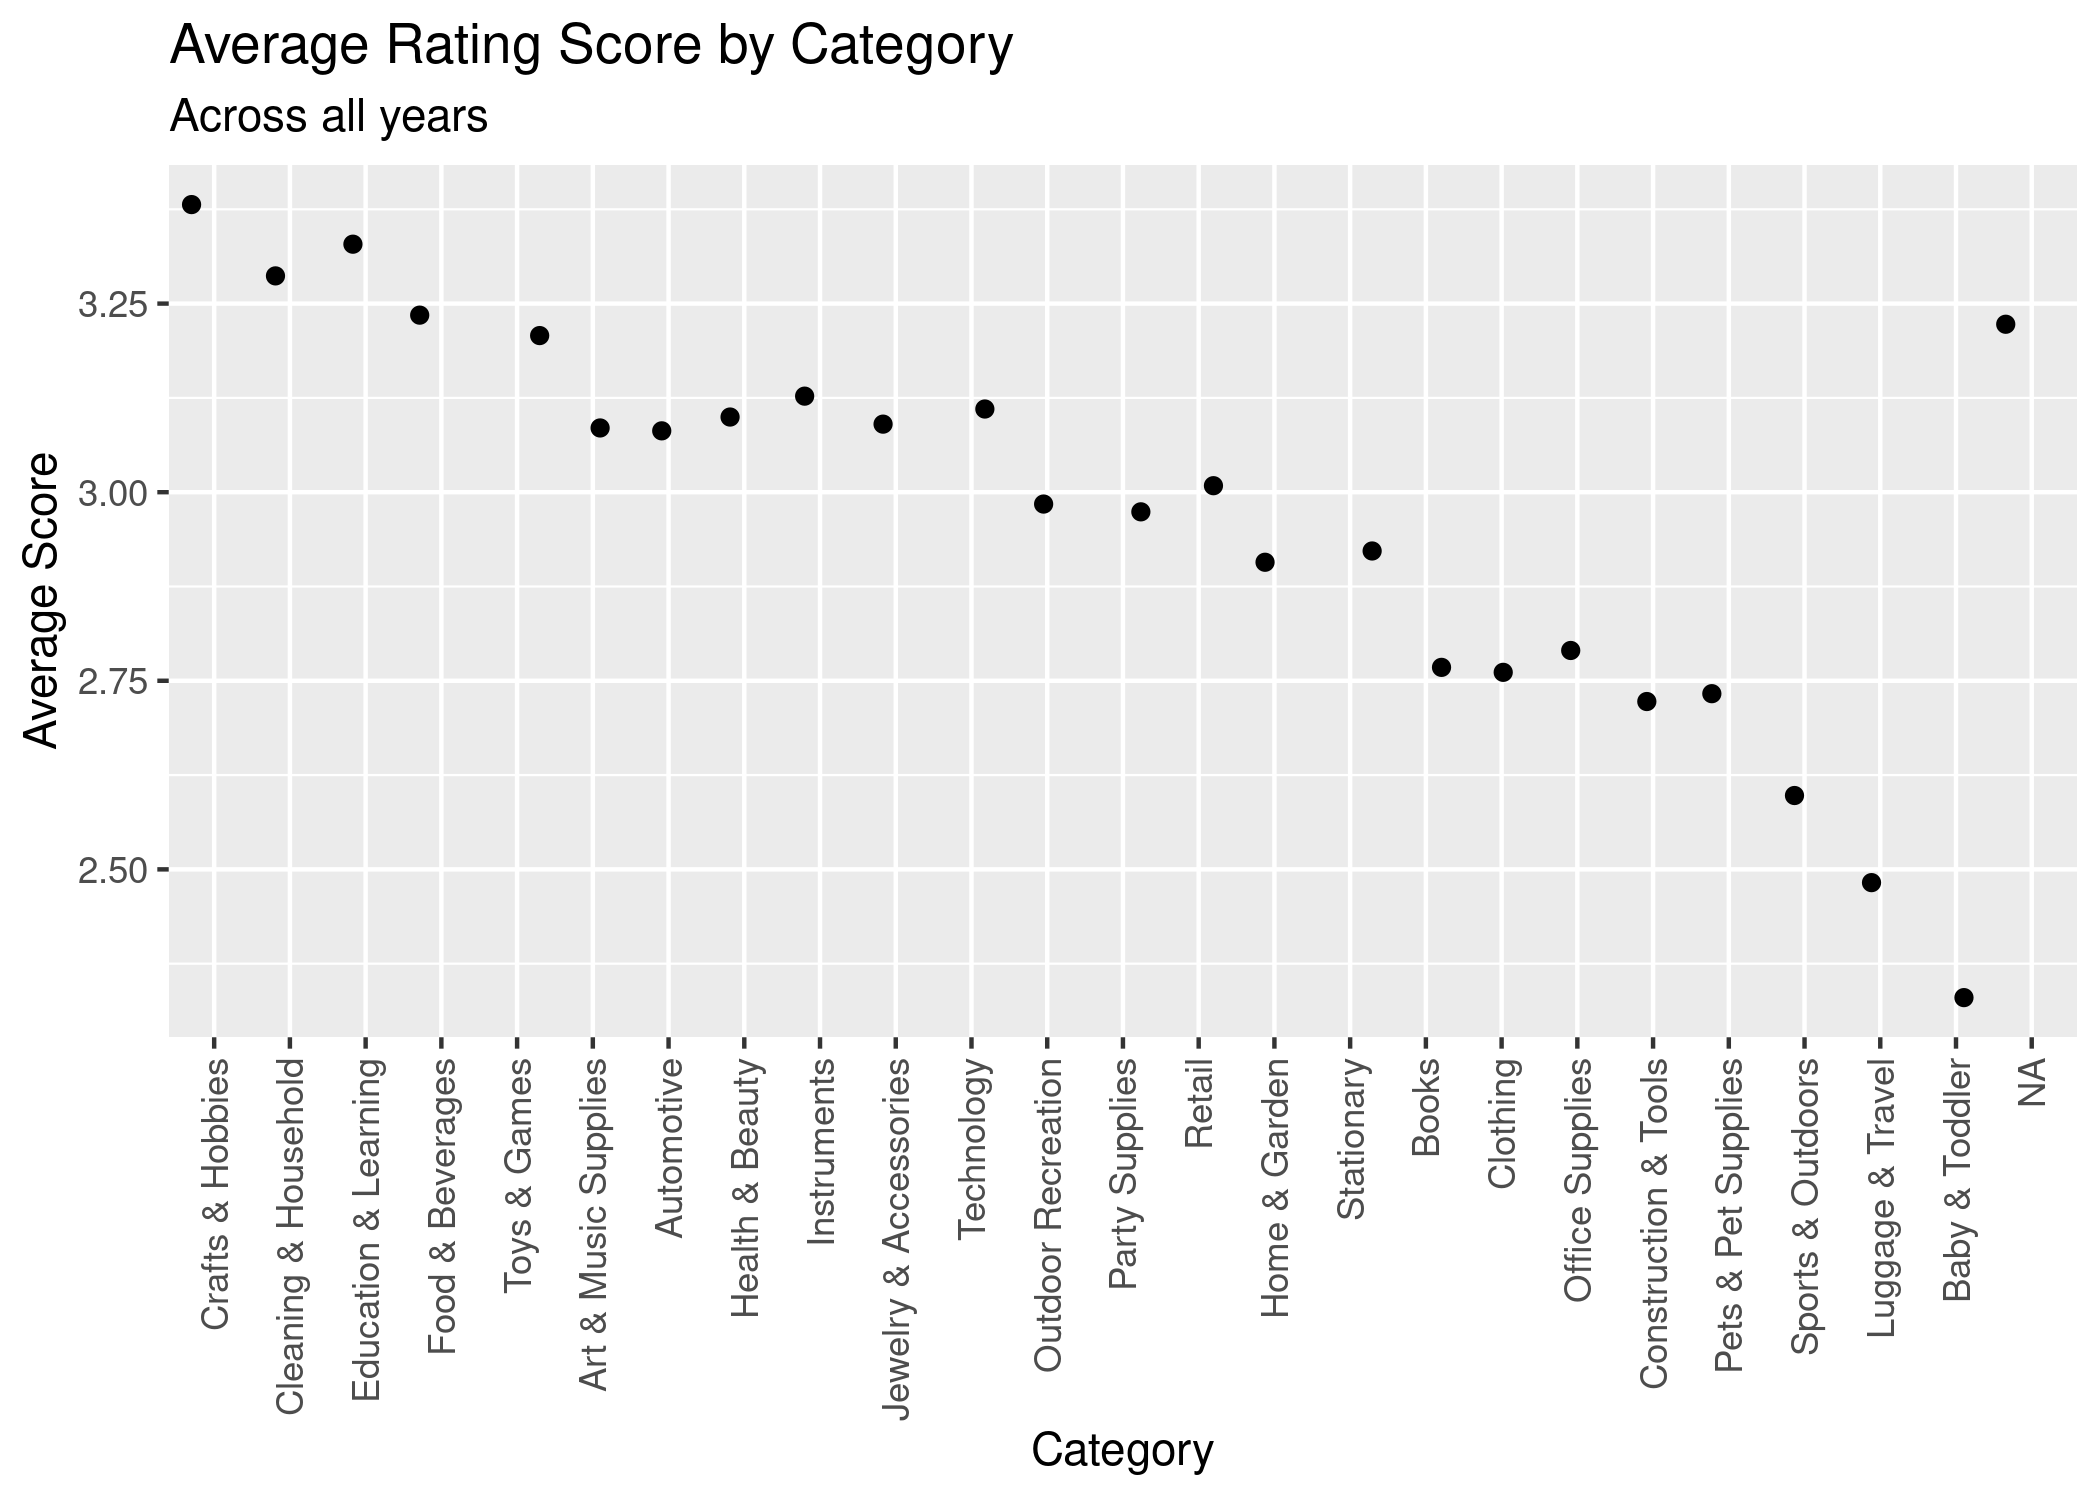 Average Rating Score by Category
Across all years
Average Score
3.25
3.00
2.75
2.50
Crafts & Hobbies
Cleaning & Household
Education & Learning
Food & Beverages
Toys & Games
Art & Music Supplies
Automotive
Health & Beauty
Instruments
Jewelry & Accessories
Technology
Outdoor Recreation
Party Supplies
Retail
Home & Garden
Stationary
Books
Clothing
Office Supplies
Construction & Tools
Pets & Pet Supplies
Sports & Outdoors
Luggage & Travel
Baby & Toddler
NA
Category